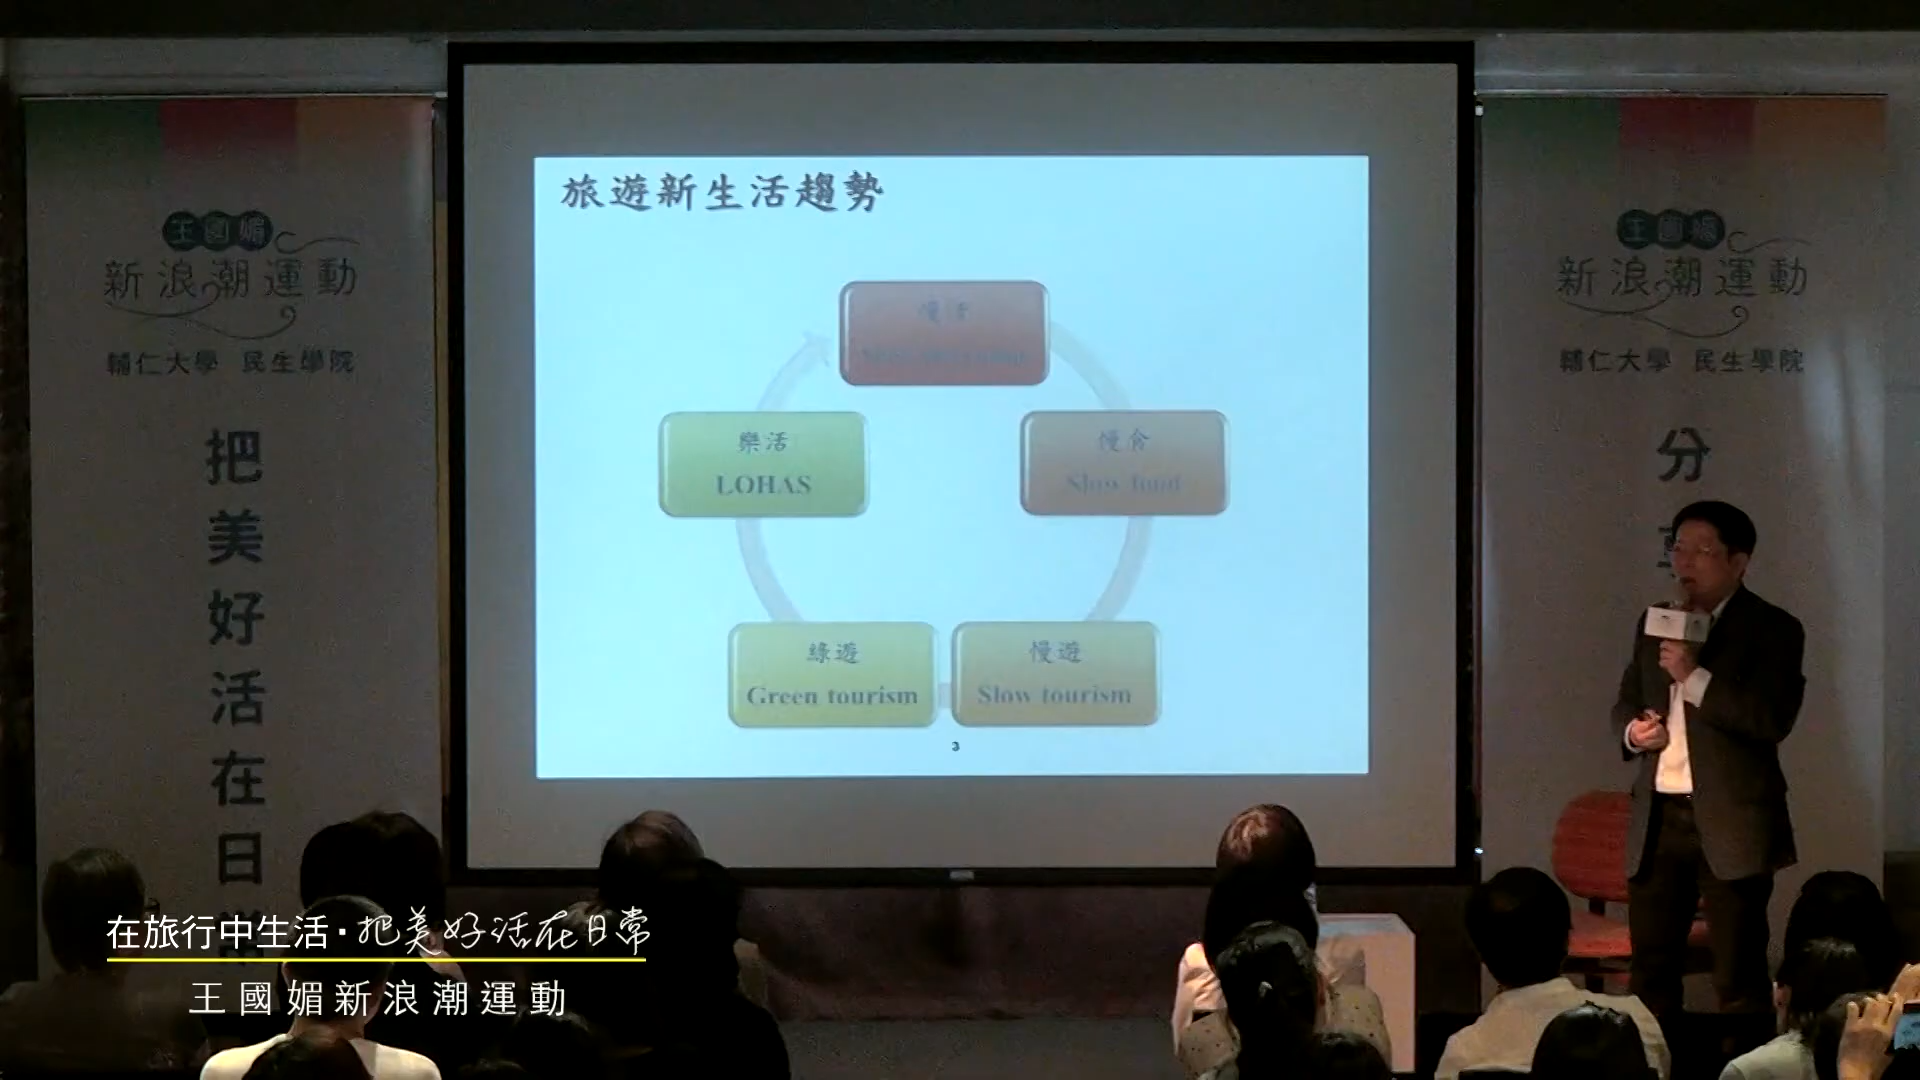 王國媚
新浪潮運動
輔仁大學 民生學院
把美好活在日
旅遊新生活趨勢
慢活
慢食
Slow food
樂活
LOHAS
綠遊
Green tourism
慢遊
Slow tourism
3
王國媚
新浪潮運動
輔仁大學 民生學院
分
在旅行中生活·把美好活在日常
王國媚新浪潮運動